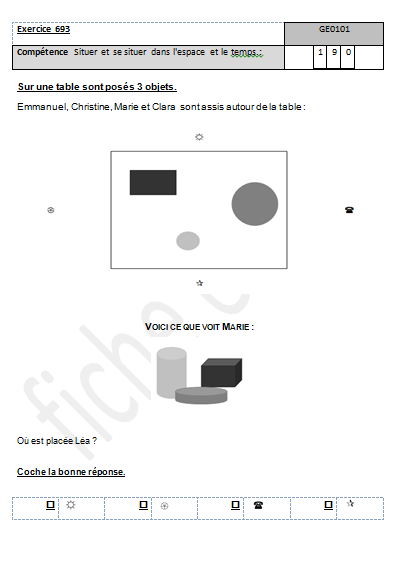 Exercice 693
GE0101
Compétence Situer et se situer dans l'espace et le temps :
1 9 0
Sur une table sont posés 3 objets.
Emmanuel, Christine, Marie et Clara sont assis autour de la table :
VOICI CE QUE VOIT MARIE :
Où est placée Léa ?
Coche la bonne réponse.